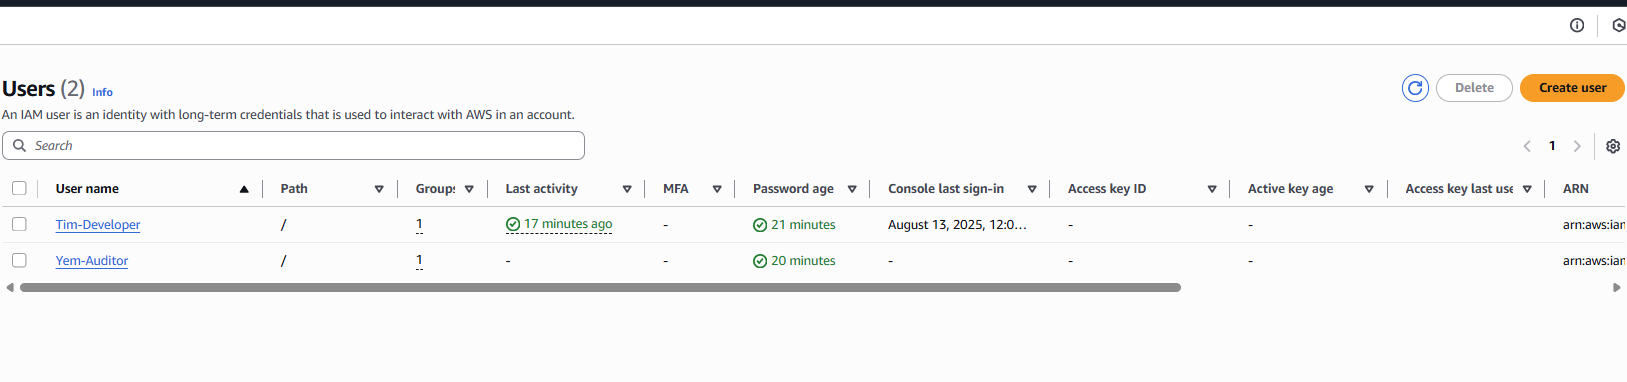 Users (2) Info
An IAM user is an identity with long-term credentials that is used to interact with AWS in an account.
Delete
Create user
Search
1
User name Path Groups Last activity MFA Password age Console last sign-in Access key ID Active key age Access key last use ARN
Tim-Developer / 1 17 minutes ago - 21 minutes August 13, 2025, 12:0... - - arn:aws:ian
Yem-Auditor / 1 - - 20 minutes - - - arn:aws:ian